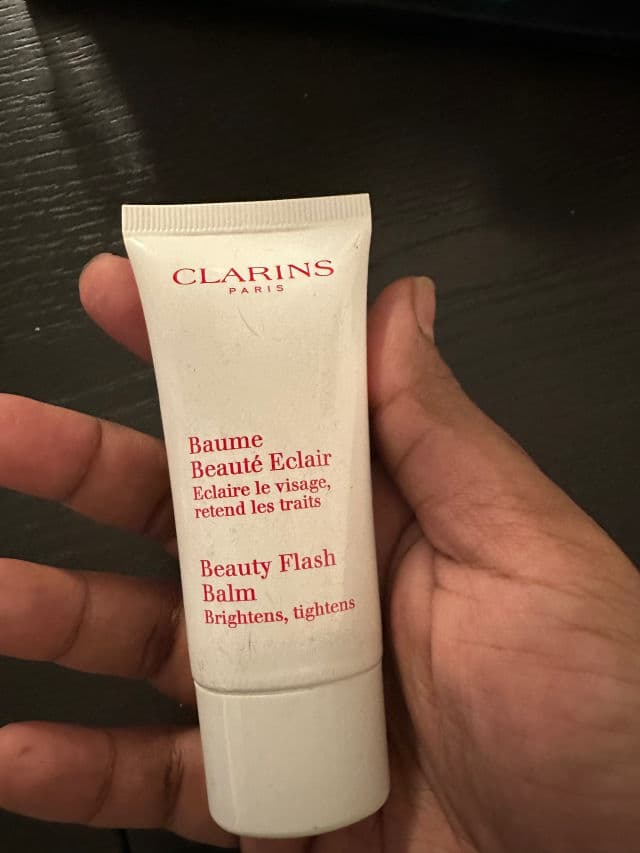 CLARINS
PARIS
Baume
Beauté Eclair
Eclaire le visage,
retend les traits
Beauty Flash
Balm
Brightens, tightens